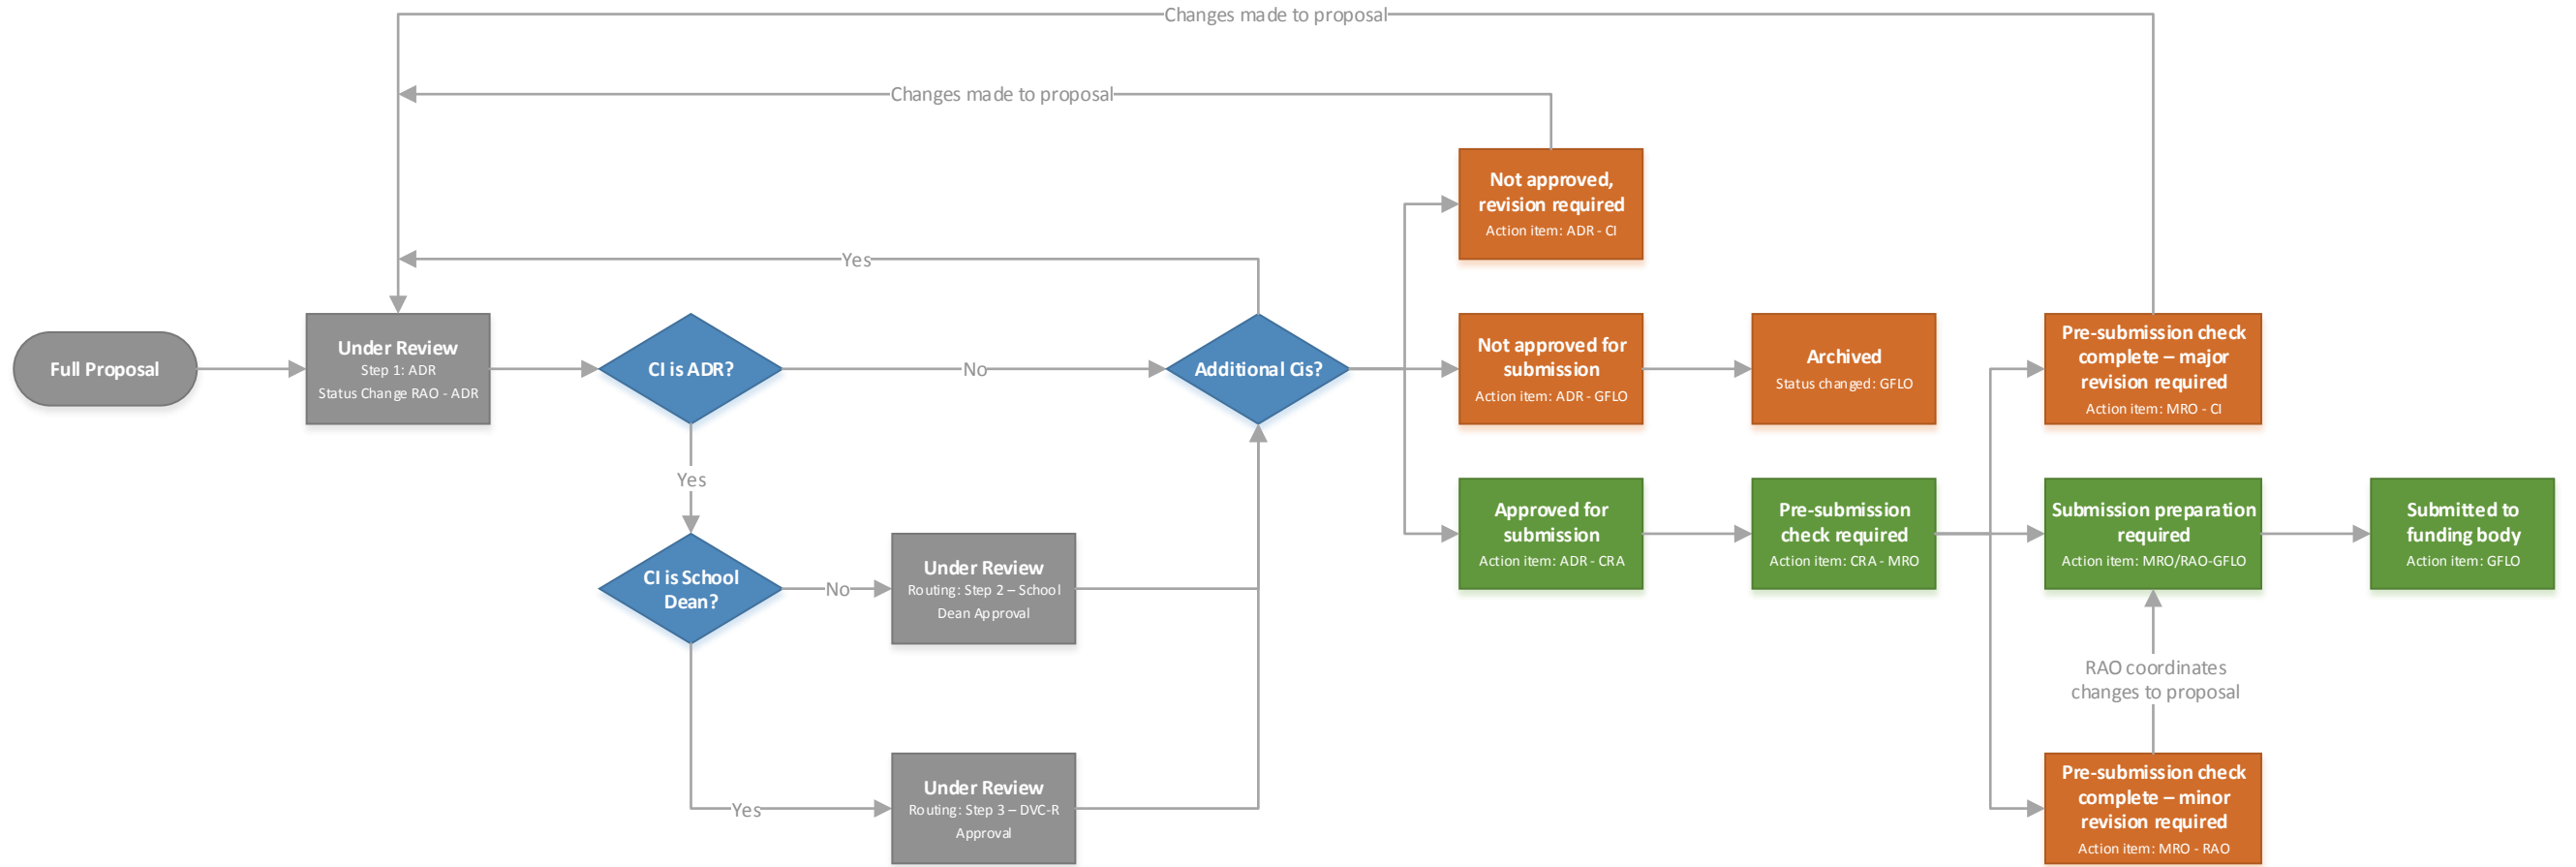 Changes made to proposal
Changes made to proposal
Not approved,
revision required
Action item: ADR - CI
Yes
Full Proposal
Under Review
Step 1: ADR
Status Change RAO - ADR
CI is ADR?
No
Additional Cis?
Not approved for
submission
Action item: ADR - GFLO
Archived
Status changed: GFLO
Pre-submission check
complete – major
revision required
Action item: MRO - CI
Yes
Approved for
submission
Action item: ADR - CRA
Pre-submission
check required
Action item: CRA - MRO
Submission preparation
required
Action item: MRO/RAO-GFLO
Submitted to
funding body
Action item: GFLO
CI is School
Dean?
No
Under Review
Routing: Step 2 – School
Dean Approval
RAO coordinates
changes to proposal
Yes
Under Review
Routing: Step 3 – DVC-R
Approval
Pre-submission check
complete – minor
revision required
Action item: MRO - RAO